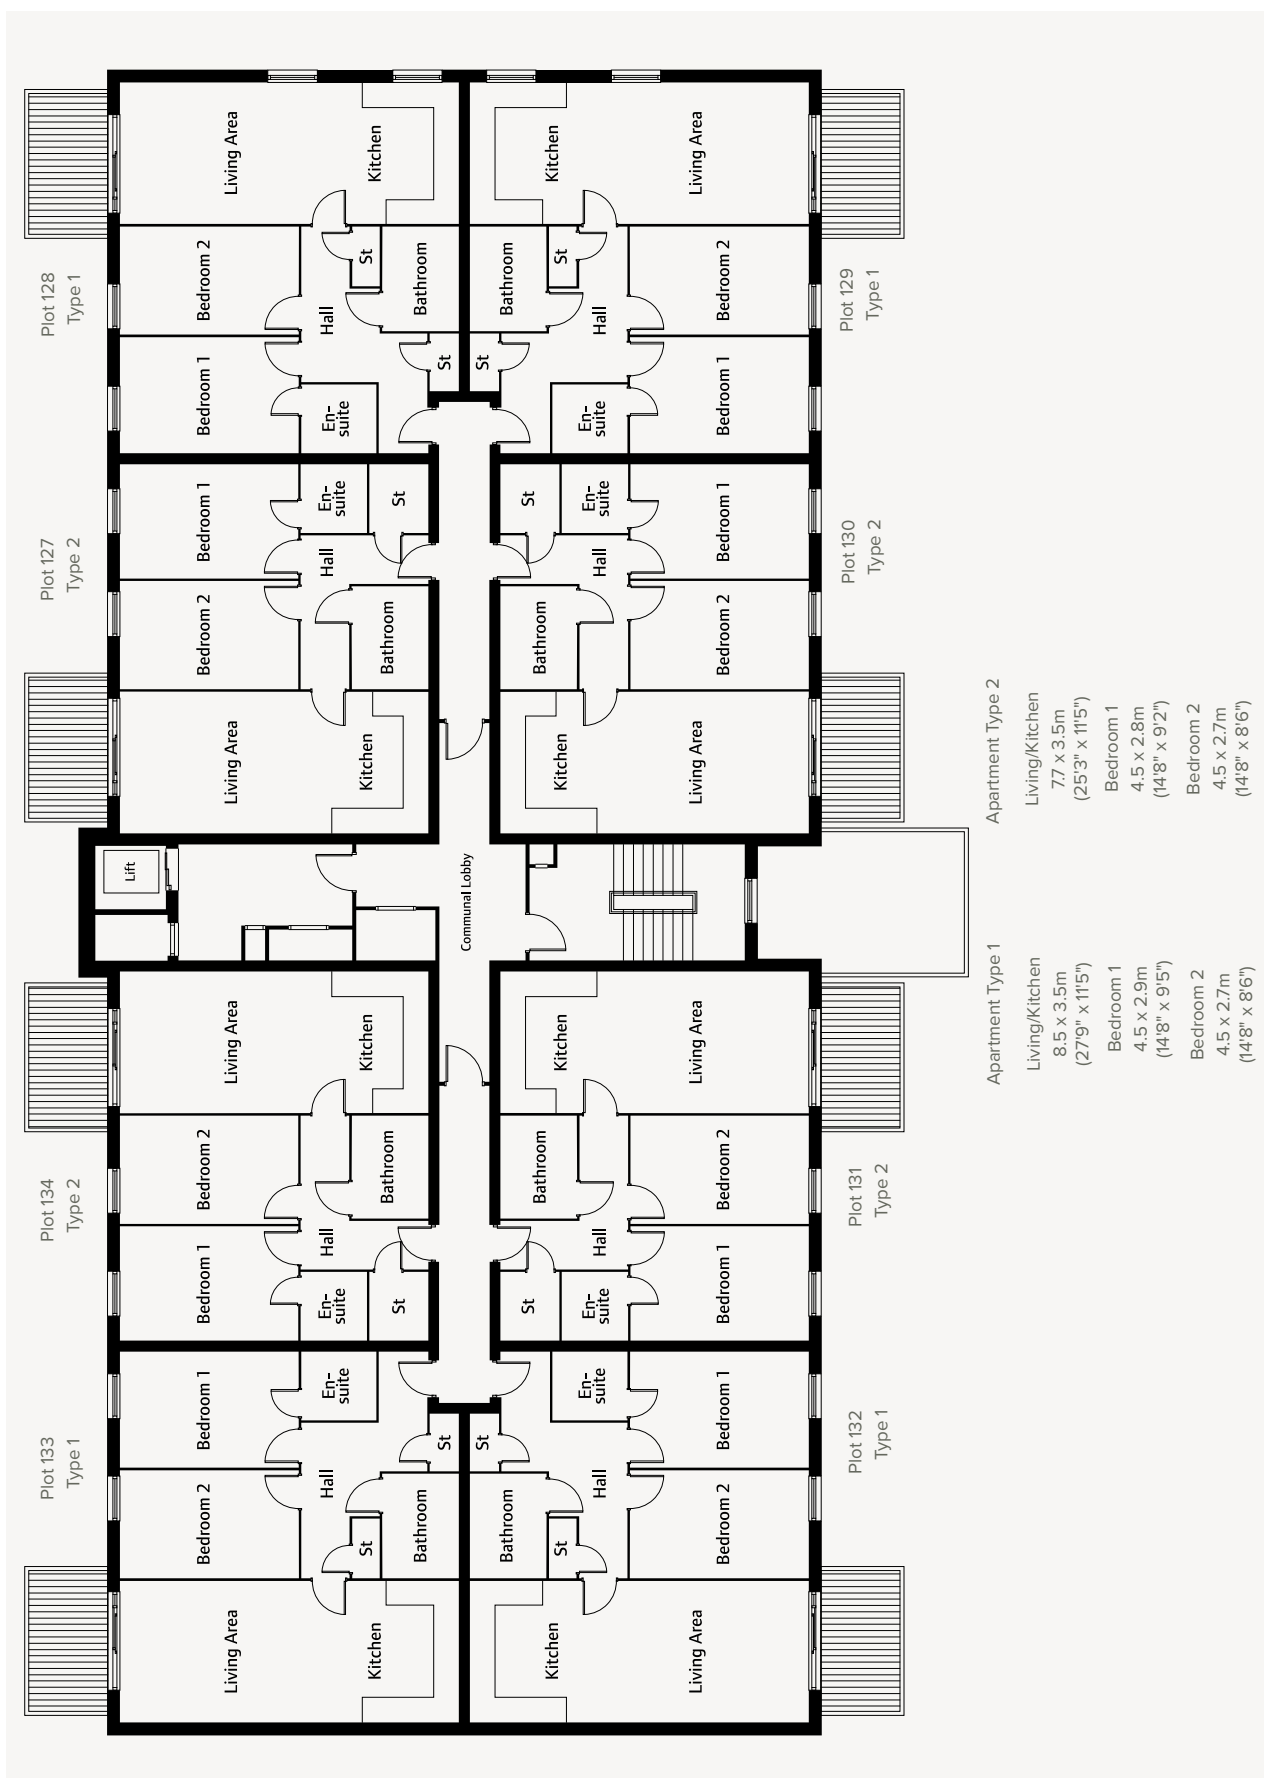 Plot 128
Type 1
Living Area
Kitchen
Bedroom 2
St
Bathroom
Hall
Bedroom 1
St
En-
suite
Plot 129
Type 1
Kitchen
Living Area
Bathroom
St
Bedroom 2
Hall
St
Bedroom 1
En-
suite
Plot 127
Type 2
Bedroom 1
En-
suite
St
Hall
Bedroom 2
Bathroom
Living Area
Kitchen
Plot 130
Type 2
St
En-
suite
Bedroom 1
Hall
Bathroom
Bedroom 2
Kitchen
Living Area
Lift
Communal Lobby
Plot 134
Type 2
Living Area
Kitchen
Bedroom 2
Bathroom
Hall
Bedroom 1
En-
suite
St
Plot 131
Type 2
Kitchen
Living Area
Bathroom
Bedroom 2
Hall
Bedroom 1
St
En-
suite
Plot 133
Type 1
Bedroom 1
En-
suite
St
Hall
Bedroom 2
St
Bathroom
Living Area
Kitchen
Plot 132
Type 1
En-
suite
Bedroom 1
St
Hall
Bathroom
St
Bedroom 2
Kitchen
Living Area
Apartment Type 1
Living/Kitchen
8.5 x 3.5m
(27'9" x 11'5")
Bedroom 1
4.5 x 2.9m
(14'8" x 9'5")
Bedroom 2
4.5 x 2.7m
(14'8" x 8'6")
Apartment Type 2
Living/Kitchen
7.7 x 3.5m
(25'3" x 11'5")
Bedroom 1
4.5 x 2.8m
(14'8" x 9'2")
Bedroom 2
4.5 x 2.7m
(14'8" x 8'6")